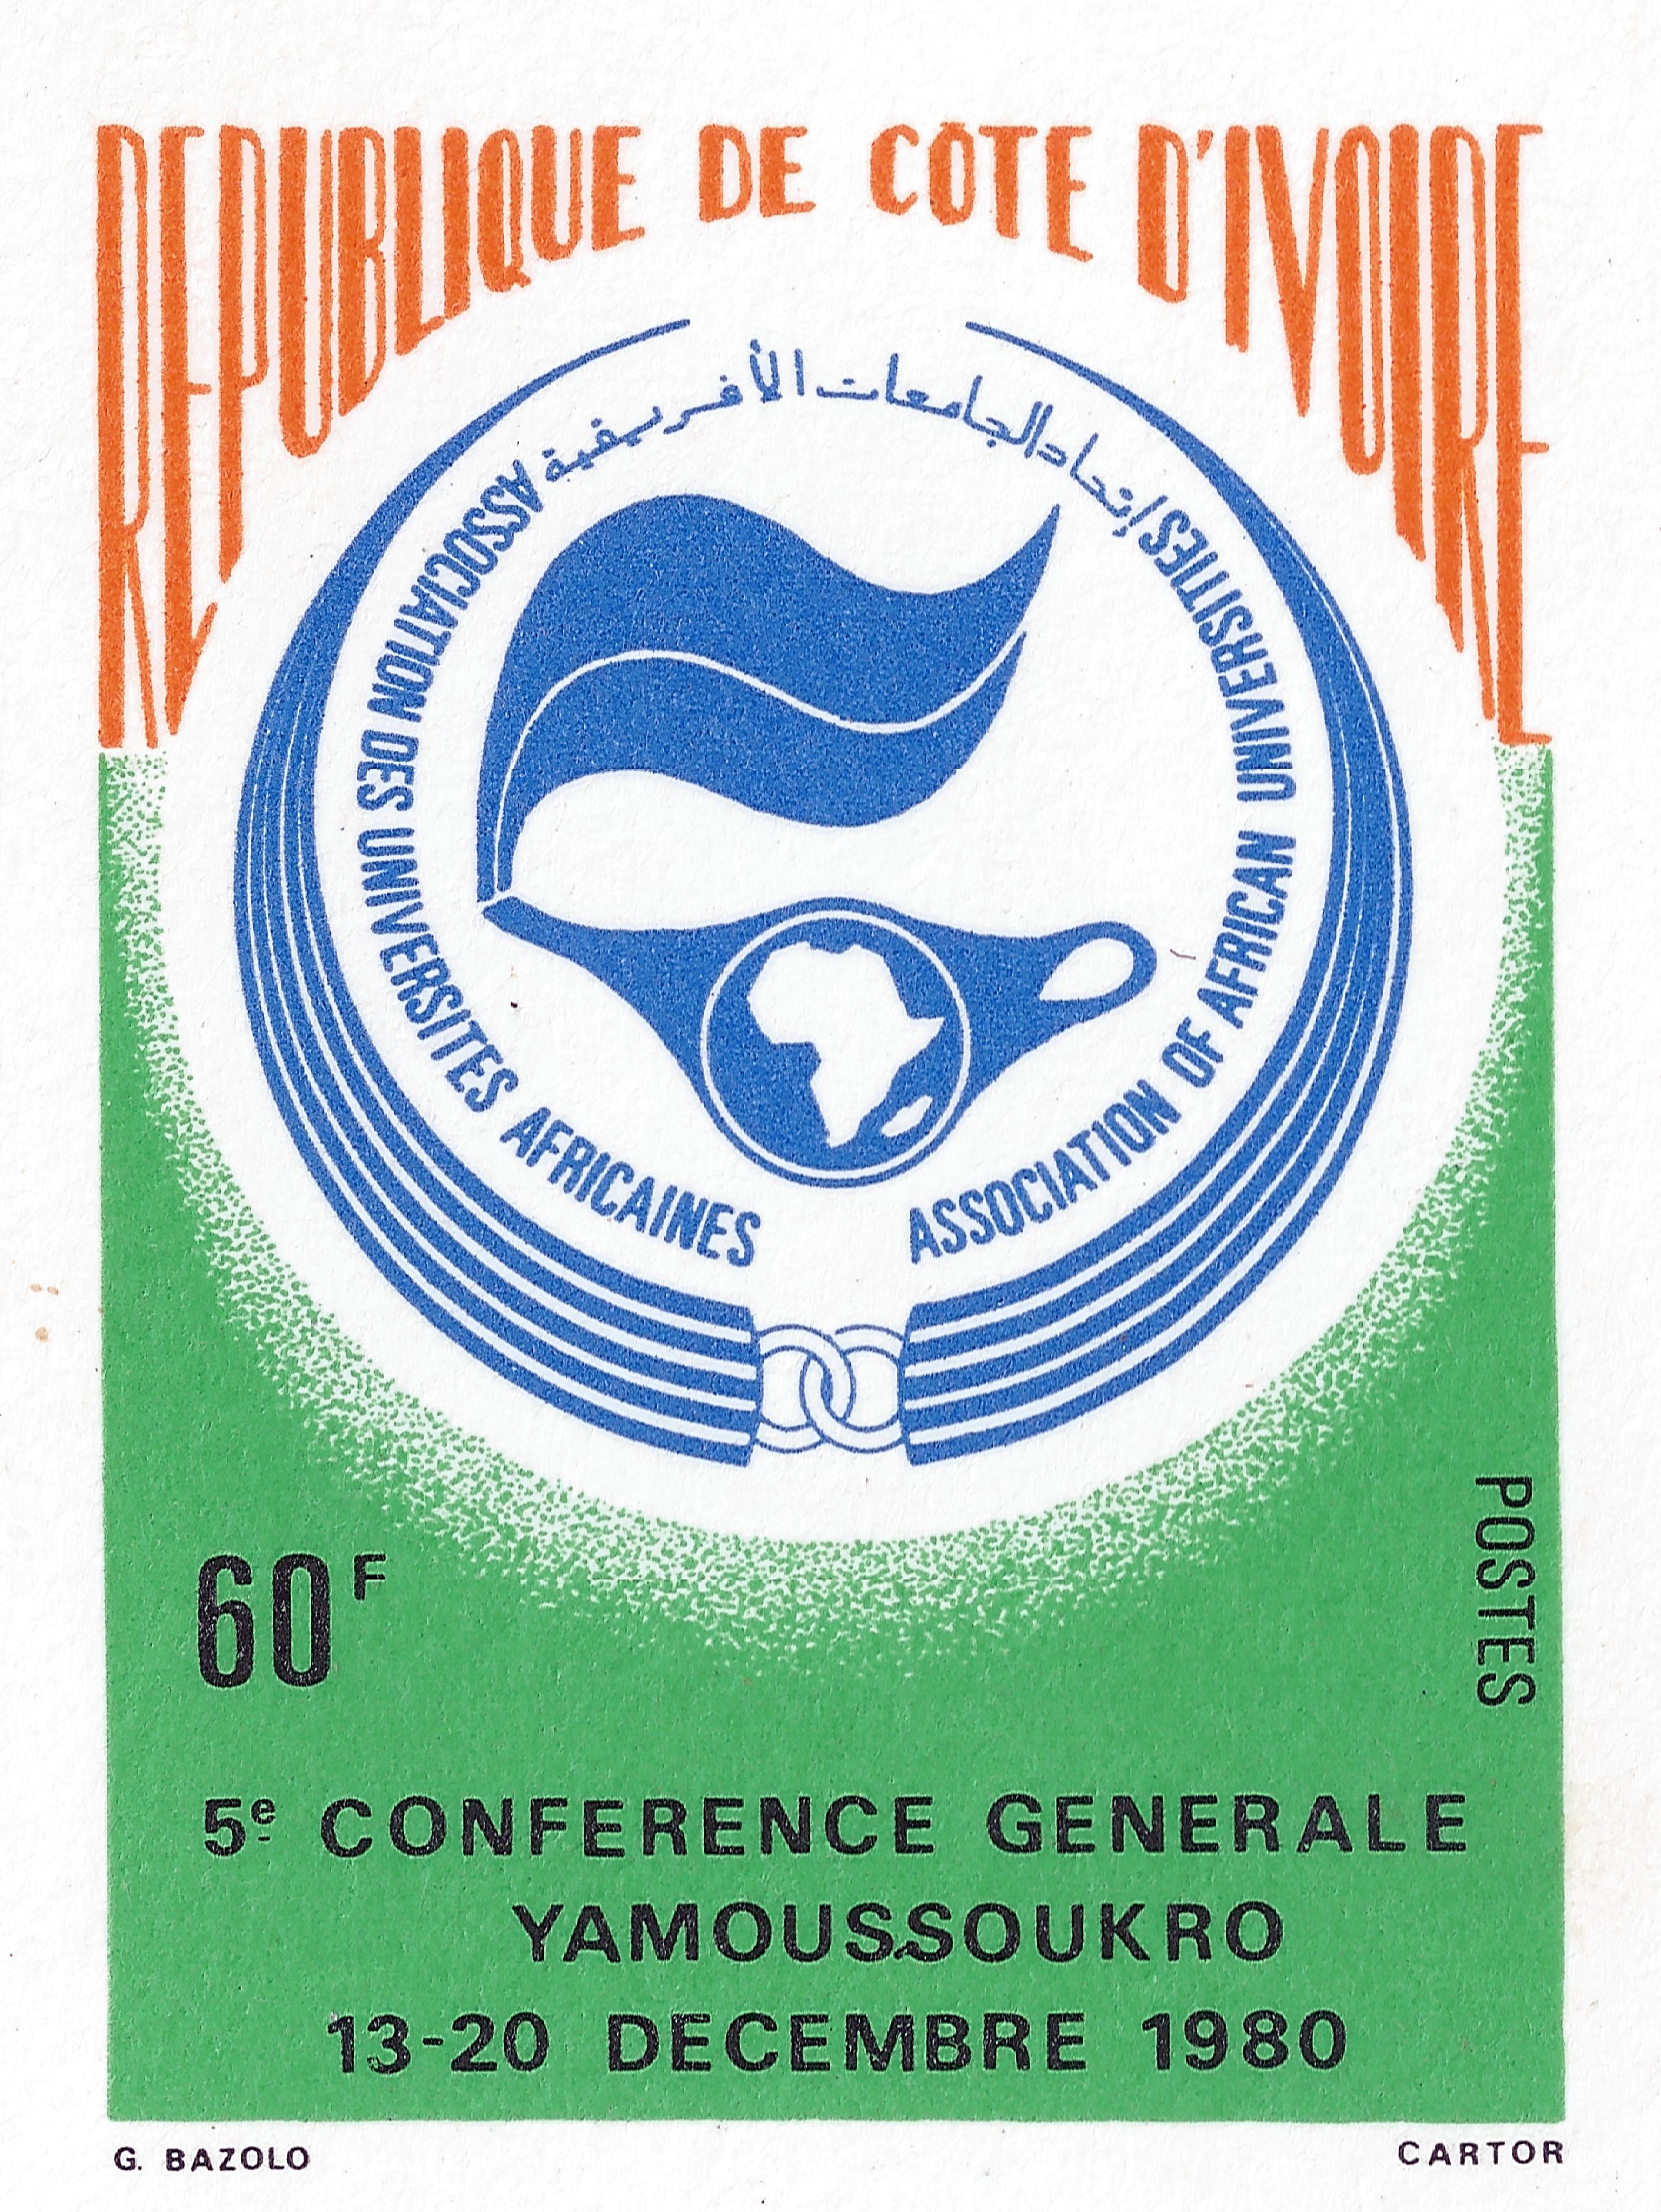 REPUBLIQUE DE CÔTE D'IVOIRE
إتحاد الجامعات الأفريقية
ASSOCIATION DES UNIVERSITES AFRICAINES
ASSOCIATION OF AFRICAN UNIVERSITIES
60F
POSTES
5e CONFERENCE GENERALE
YAMOUSSOUKRO
13-20 DECEMBRE 1980
G. BAZOLO
CARTOR